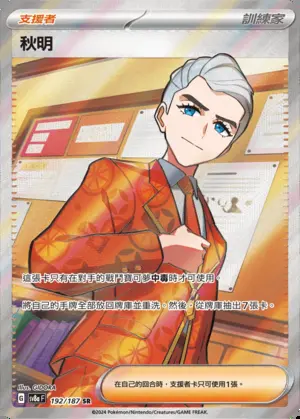 支援者
訓練家
秋明
這張卡只有在對手的戰鬥寶可夢中毒時才可使用。
將自己的手牌全部放回牌庫並重洗。然後,從牌庫抽出7張卡。
Illus. GIDORA
G sv8a F 192/187 SR
在自己的回合時,支援者卡只可使用1張。
©2024 Pokémon/Nintendo/Creatures/GAME FREAK.